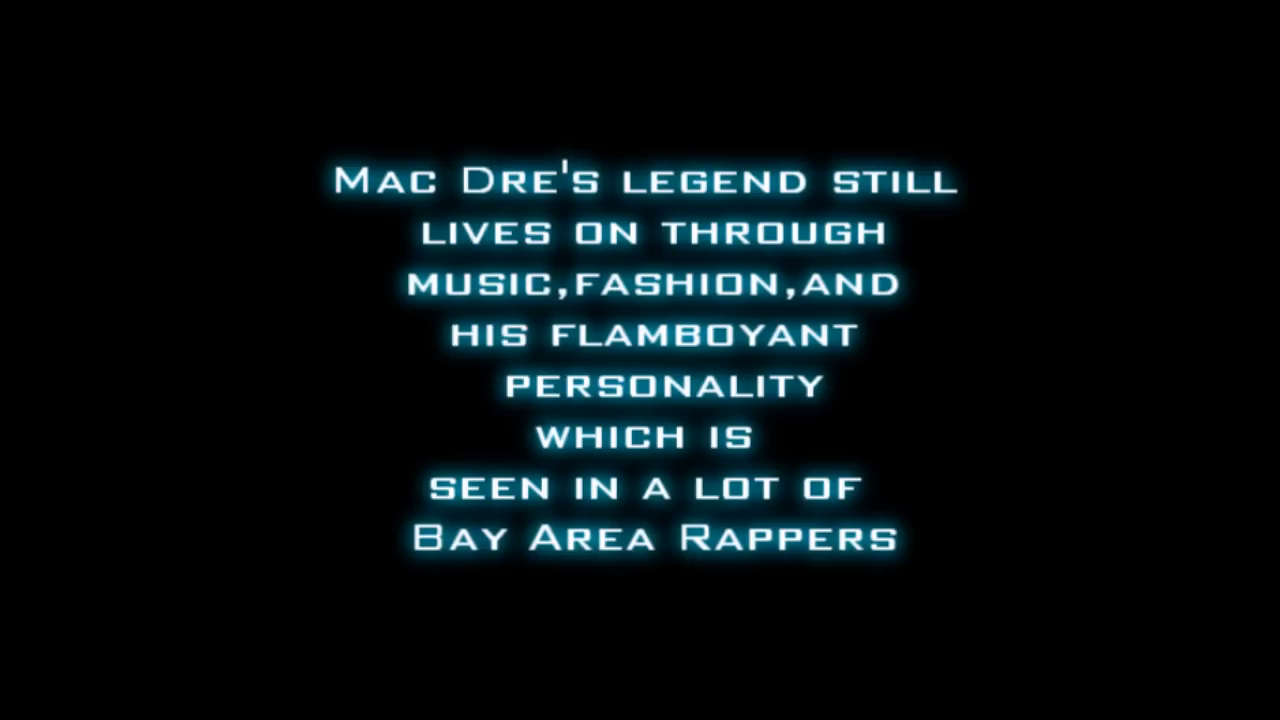 Mac Dre's legend still
lives on through
music,fashion,and
his flamboyant
personality
which is
seen in a lot of
Bay Area Rappers